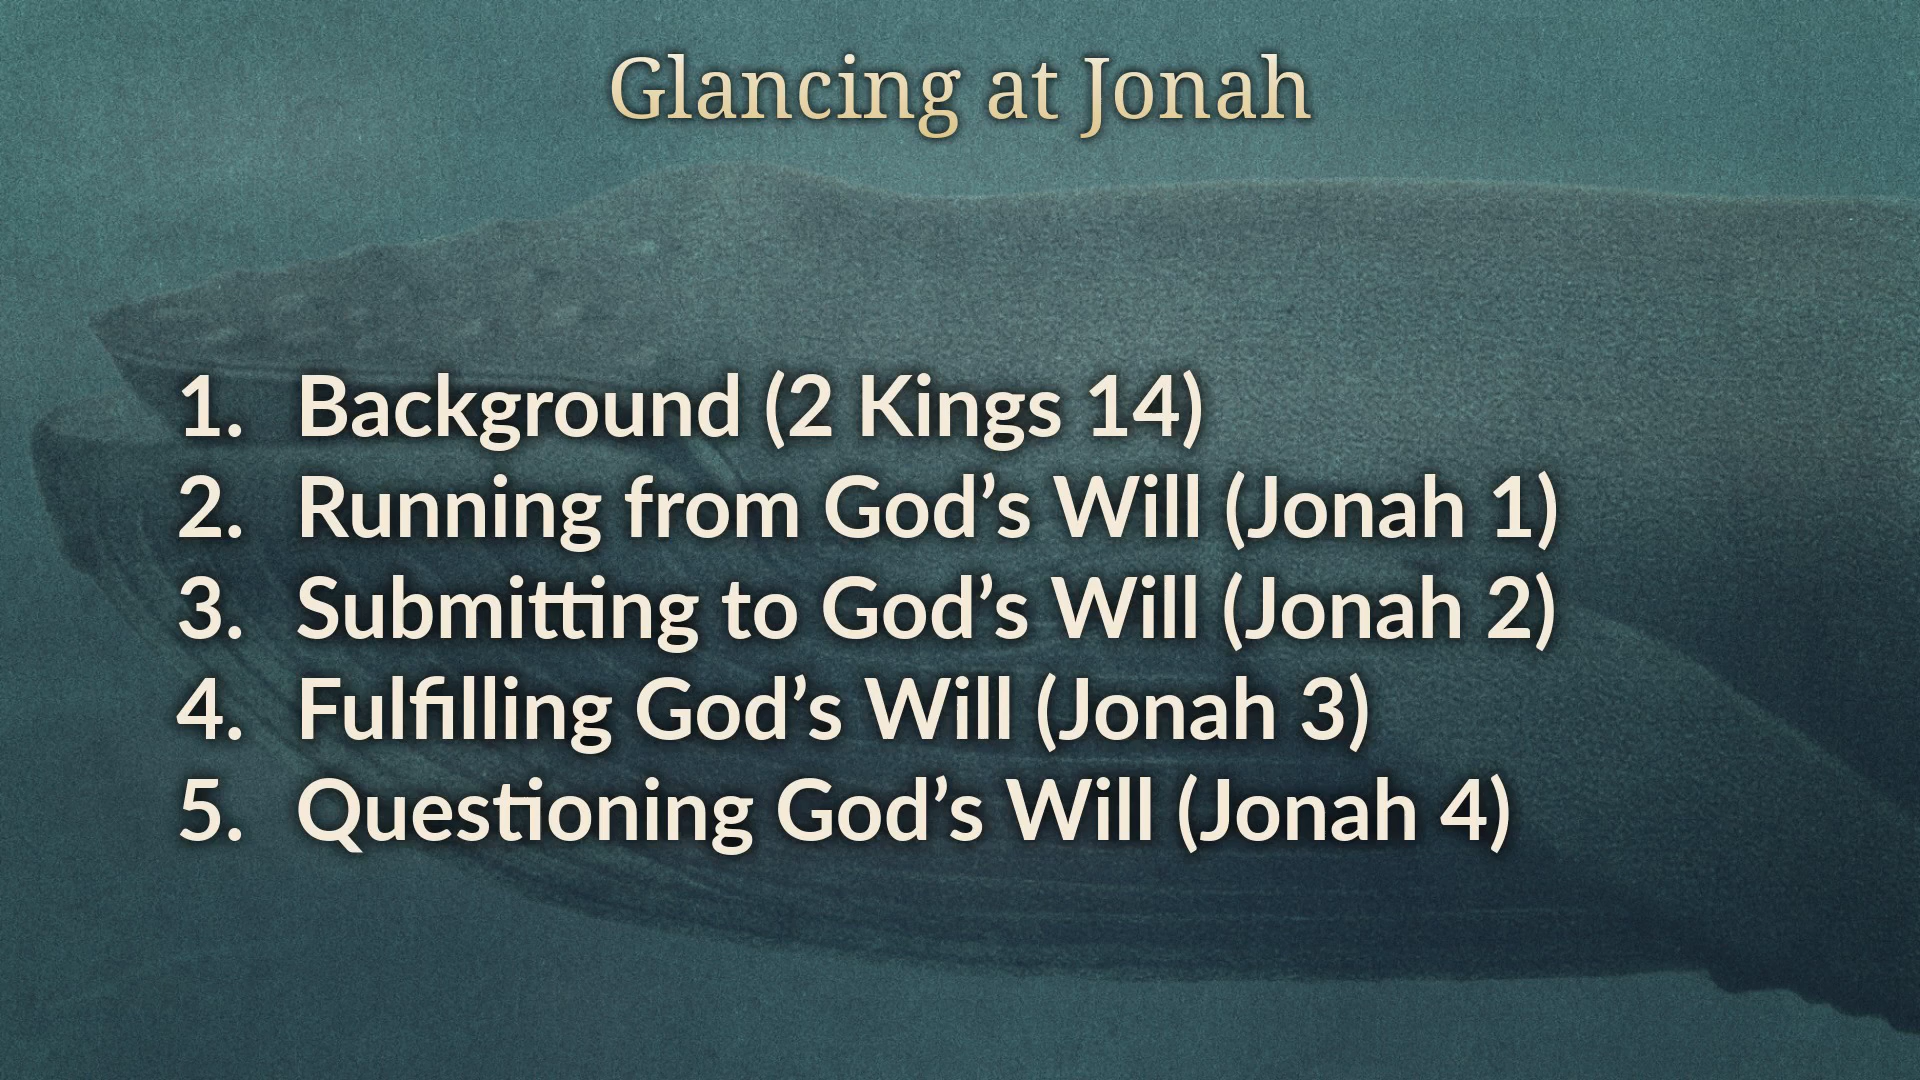 Glancing at Jonah
1. Background (2 Kings 14)
2. Running from God’s Will (Jonah 1)
3. Submitting to God’s Will (Jonah 2)
4. Fulfilling God’s Will (Jonah 3)
5. Questioning God’s Will (Jonah 4)